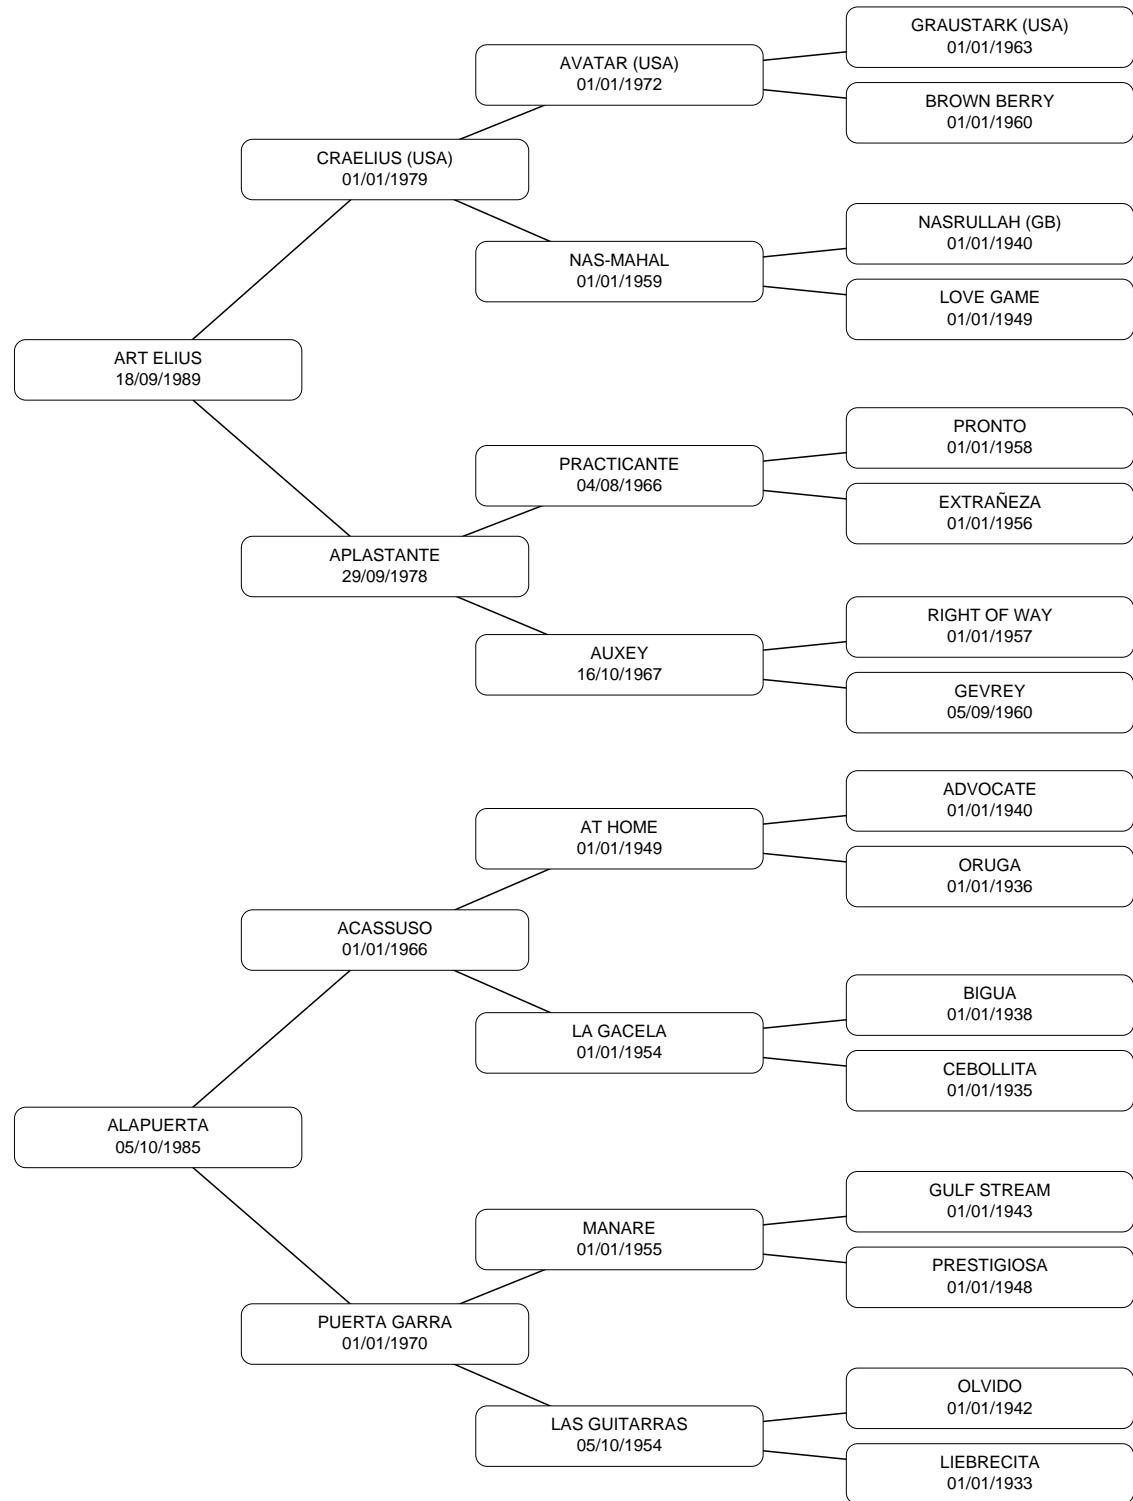 GRAUSTARK (USA)
01/01/1963
AVATAR (USA)
01/01/1972
BROWN BERRY
01/01/1960
CRAELIUS (USA)
01/01/1979
NASRULLAH (GB)
01/01/1940
NAS-MAHAL
01/01/1959
LOVE GAME
01/01/1949
ART ELIUS
18/09/1989
PRONTO
01/01/1958
PRACTICANTE
04/08/1966
EXTRAÑEZA
01/01/1956
APLASTANTE
29/09/1978
RIGHT OF WAY
01/01/1957
AUXEY
16/10/1967
GEVREY
05/09/1960
ADVOCATE
01/01/1940
AT HOME
01/01/1949
ORUGA
01/01/1936
ACASSUSO
01/01/1966
BIGUA
01/01/1938
LA GACELA
01/01/1954
CEBOLLITA
01/01/1935
ALAPUERTA
05/10/1985
GULF STREAM
01/01/1943
MANARE
01/01/1955
PRESTIGIOSA
01/01/1948
PUERTA GARRA
01/01/1970
OLVIDO
01/01/1942
LAS GUITARRAS
05/10/1954
LIEBRECITA
01/01/1933